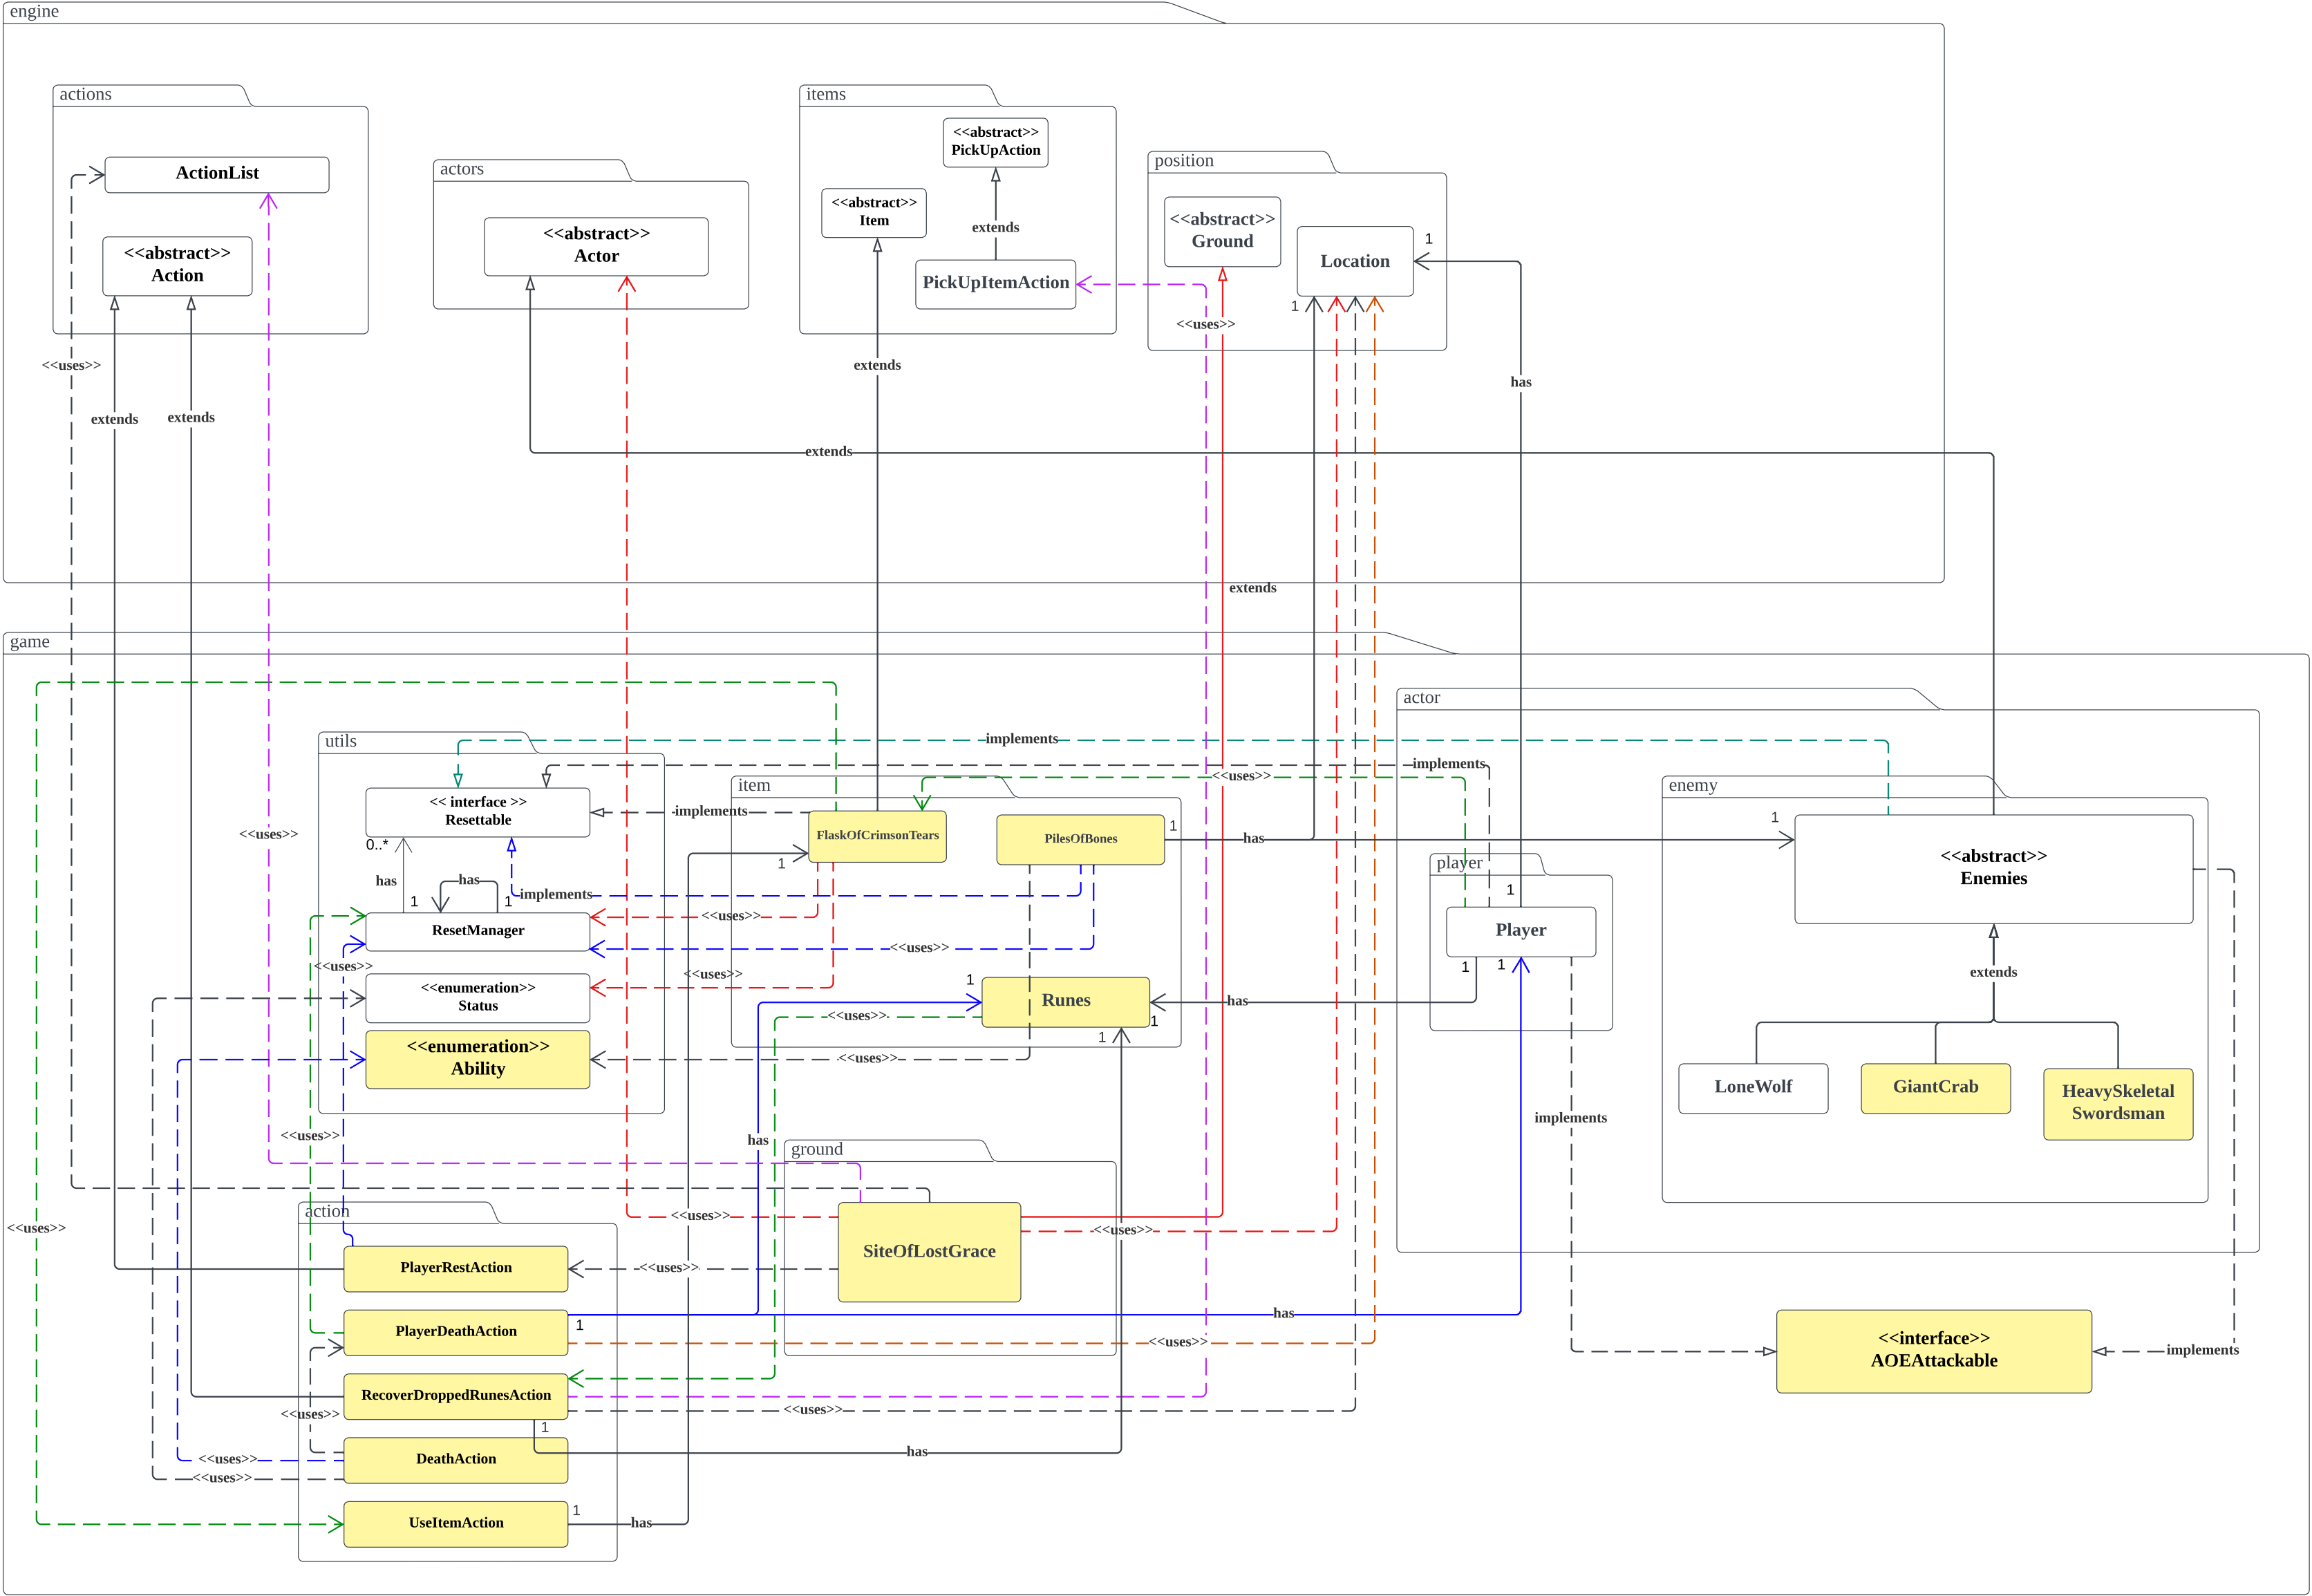 engine
actions
ActionList
<<abstract>>
Action
actors
<<abstract>>
Actor
items
<<abstract>>
PickUpAction
<<abstract>>
Item
extends
PickUpItemAction
position
<<abstract>>
Ground
Location
1
1
<<uses>>
<<uses>>
extends
extends
extends
has
extends
extends
game
utils
<< interface >>
Resettable
0..*
has
1
has
1
ResetManager
<<uses>>
<<enumeration>>
Status
<<enumeration>>
Ability
implements
implements
<<uses>>
implements
implements
<<uses>>
<<uses>>
<<uses>>
<<uses>>
item
FlaskOfCrimsonTears
1
PilesOfBones
1
has
1
Runes
1
1
1
<<uses>>
<<uses>>
has
actor
player
1
Player
1
1
enemy
1
<<abstract>>
Enemies
extends
LoneWolf
GiantCrab
HeavySkeletal
Swordsman
implements
implements
<<interface>>
AOEAttackable
<<uses>>
has
ground
SiteOfLostGrace
<<uses>>
<<uses>>
<<uses>>
<<uses>>
action
PlayerRestAction
PlayerDeathAction
1
has
<<uses>>
RecoverDroppedRunesAction
1
<<uses>>
<<uses>>
DeathAction
<<uses>>
<<uses>>
has
UseItemAction
1
has